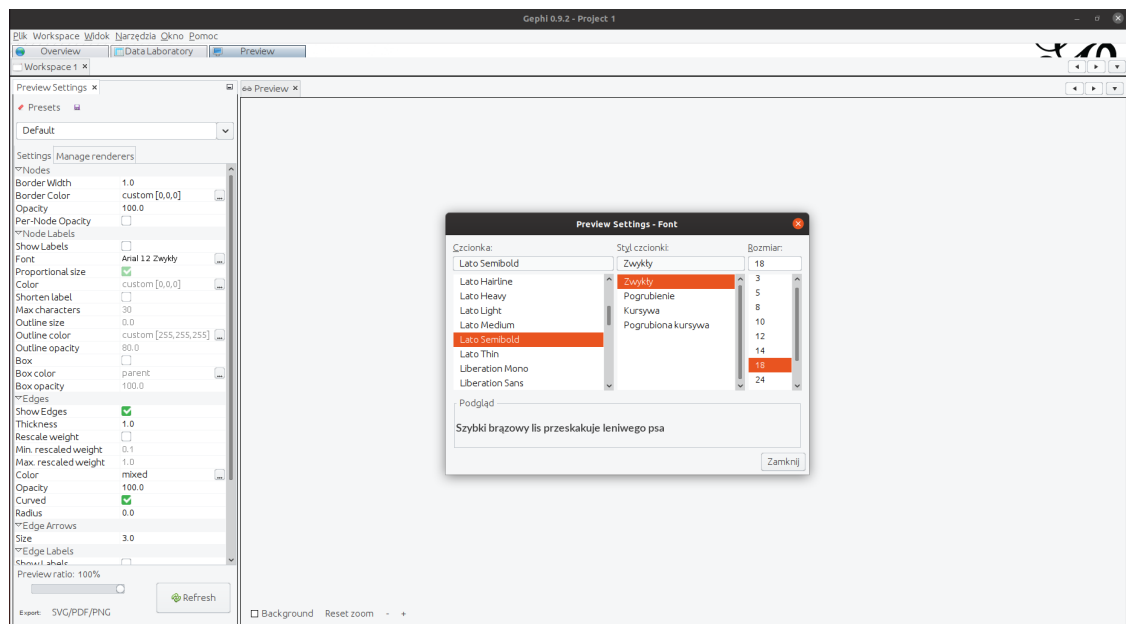 Gephi 0.9.2 - Project 1
Plik Workspace Widok Narzędzia Okno Pomoc
Overview Data Laboratory Preview
Workspace 1
Preview Settings
Preview
Presets
Default
Settings Manage renderers
Nodes
Border Width 1.0
Border Color custom [0,0,0] ...
Opacity 100.0
Per-Node Opacity
Node Labels
Show Labels
Font Arial 12 Zwykły ...
Proportional size
Color custom [0,0,0] ...
Shorten label
Max characters 30
Outline size 0.0
Outline color custom [255,255,255] ...
Outline opacity 80.0
Box
Box color parent ...
Box opacity 100.0
Edges
Show Edges
Thickness 1.0
Rescale weight
Min. rescaled weight 0.1
Max. rescaled weight 1.0
Color mixed ...
Opacity 100.0
Curved
Radius 0.0
Edge Arrows
Size 3.0
Edge Labels
Show Labels
Preview ratio: 100%
Refresh
Export: SVG/PDF/PNG
Background Reset zoom - +
Preview Settings - Font
Czcionka: Styl czcionki: Rozmiar:
Lato Semibold Zwykły 18
Lato Hairline
Lato Heavy
Lato Light
Lato Medium
Lato Semibold
Lato Thin
Liberation Mono
Liberation Sans
Zwykły
Pogrubienie
Kursywa
Pogrubiona kursywa
3
5
8
10
12
14
18
24
Podgląd
Szybki brązowy lis przeskakuje leniwego psa
Zamknij